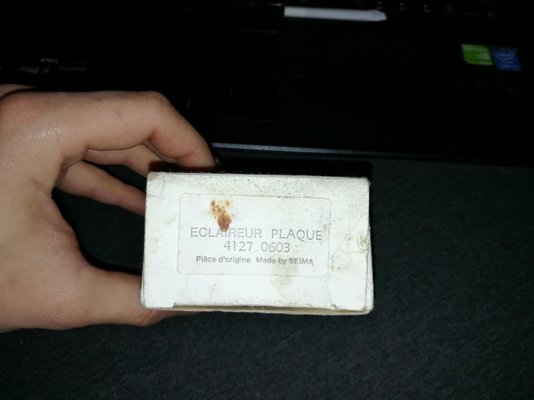 ECLAIREUR PLAQUE
4127 0603
Pièce d'origine Made by SEIMA